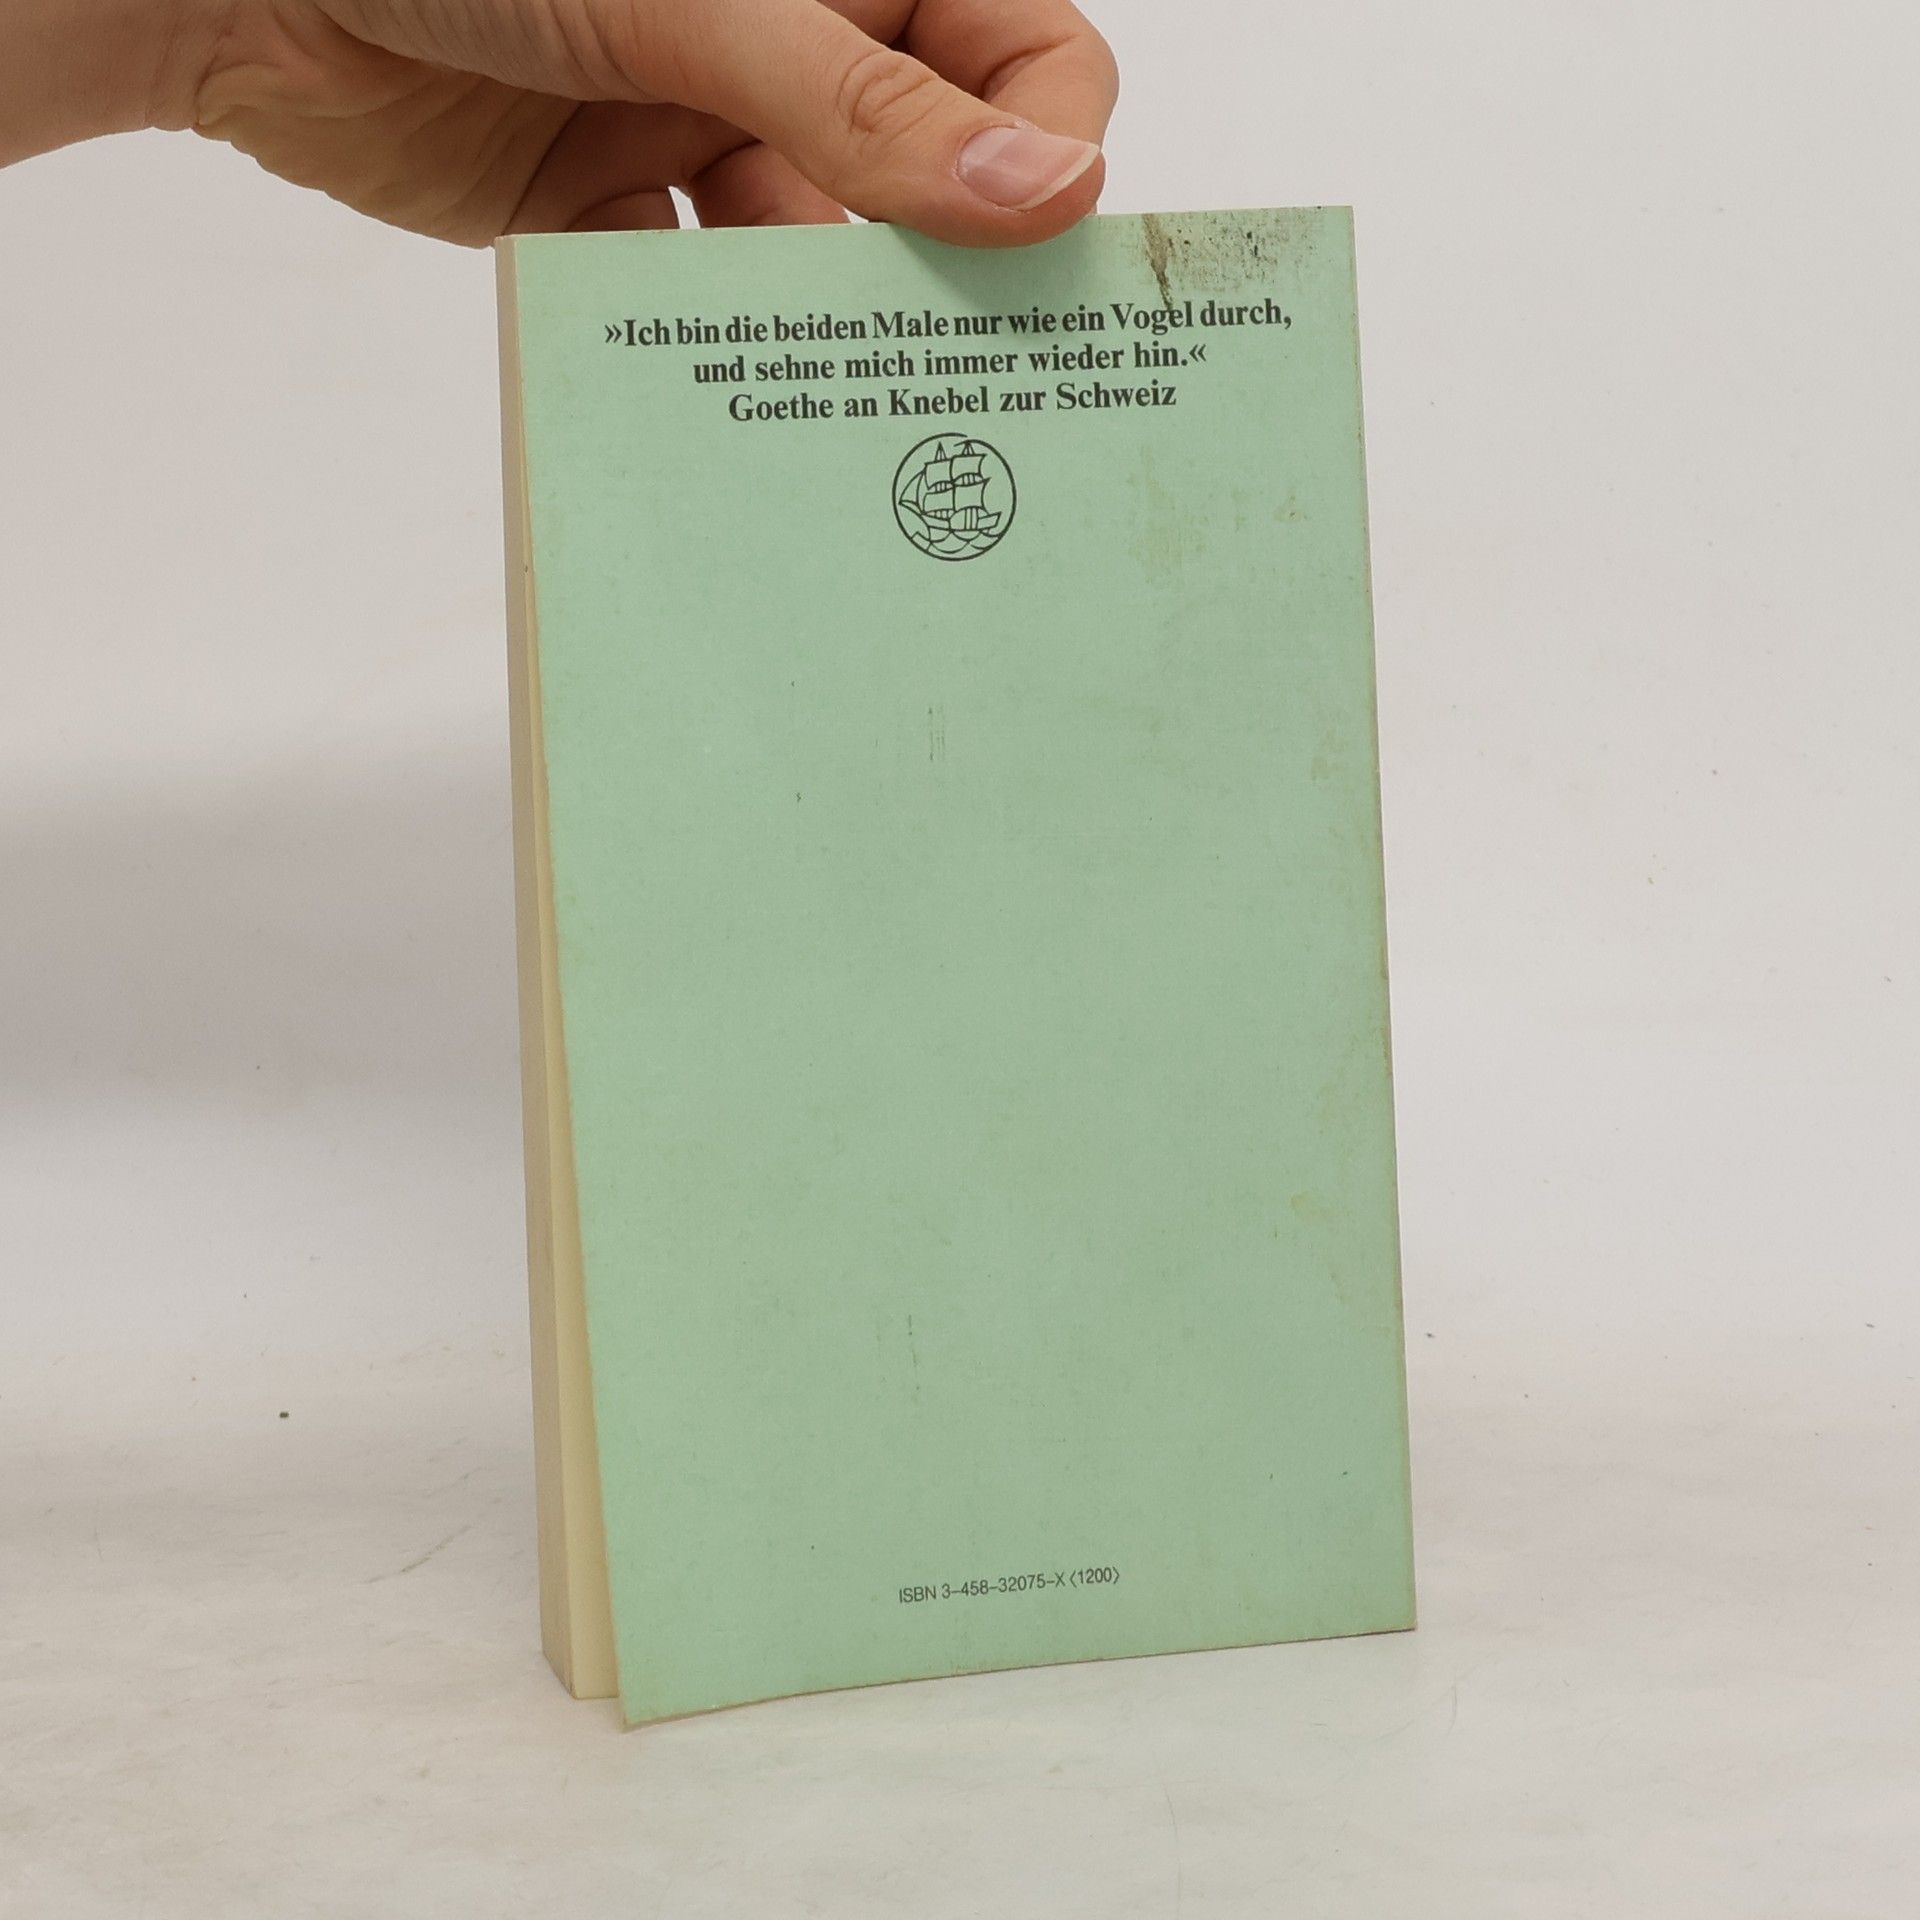 »Ich bin die beiden Male nur wie ein Vogel durch,
und sehne mich immer wieder hin.«
Goethe an Knebel zur Schweiz
ISBN 3–458–32075–X ⟨1200⟩